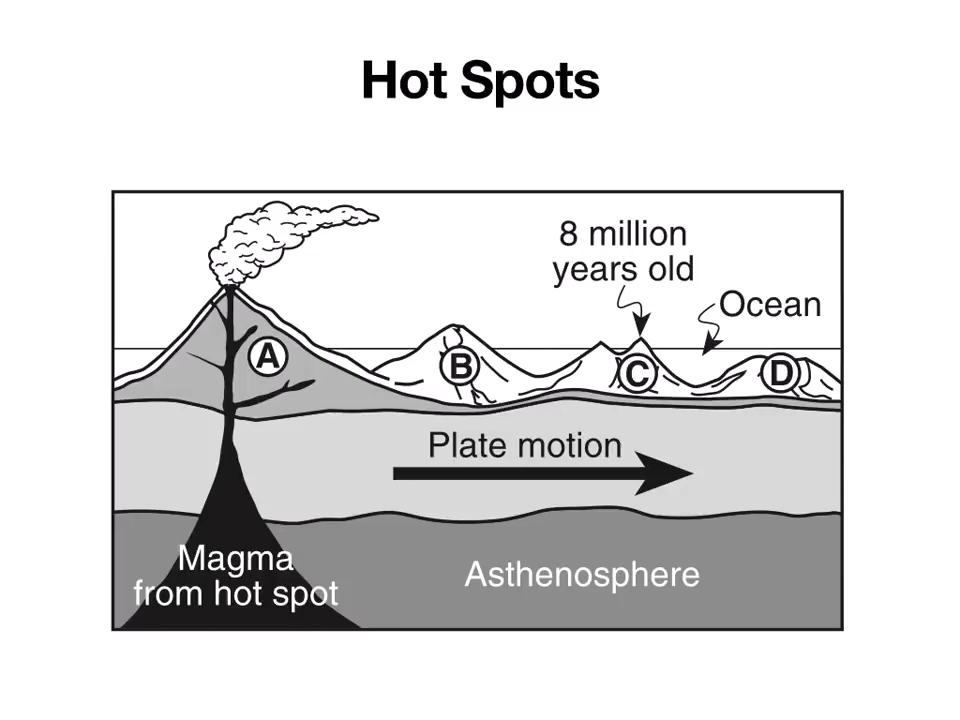 Hot Spots
8 million
years old
Ocean
A
B
C
D
Plate motion
Magma
from hot spot
Asthenosphere